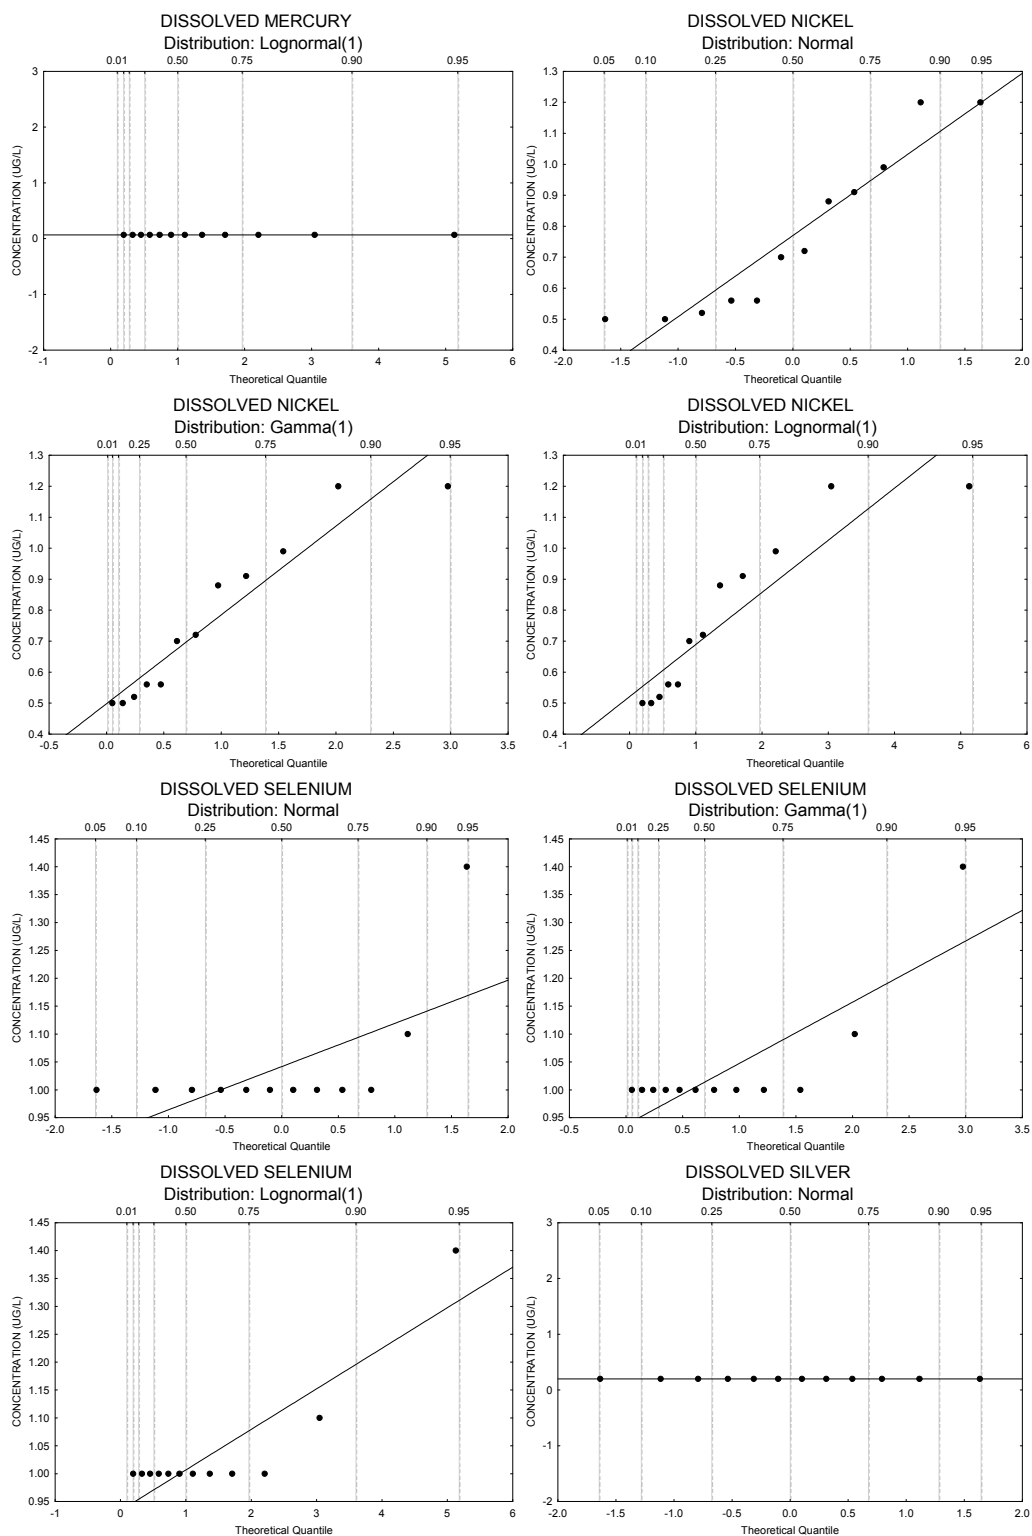 DISSOLVED MERCURY
Distribution: Lognormal(1)
0.01 0.50 0.75 0.90 0.95
3
2
1
0
-1
-2
CONCENTRATION (UG/L)
-1 0 1 2 3 4 5 6
Theoretical Quantile
DISSOLVED NICKEL
Distribution: Normal
0.05 0.10 0.25 0.50 0.75 0.90 0.95
1.3
1.2
1.1
1.0
0.9
0.8
0.7
0.6
0.5
0.4
CONCENTRATION (UG/L)
-2.0 -1.5 -1.0 -0.5 0.0 0.5 1.0 1.5 2.0
Theoretical Quantile
DISSOLVED NICKEL
Distribution: Gamma(1)
0.01 0.25 0.50 0.75 0.90 0.95
1.3
1.2
1.1
1.0
0.9
0.8
0.7
0.6
0.5
0.4
CONCENTRATION (UG/L)
-0.5 0.0 0.5 1.0 1.5 2.0 2.5 3.0 3.5
Theoretical Quantile
DISSOLVED NICKEL
Distribution: Lognormal(1)
0.01 0.50 0.75 0.90 0.95
1.3
1.2
1.1
1.0
0.9
0.8
0.7
0.6
0.5
0.4
CONCENTRATION (UG/L)
-1 0 1 2 3 4 5 6
Theoretical Quantile
DISSOLVED SELENIUM
Distribution: Normal
0.05 0.10 0.25 0.50 0.75 0.90 0.95
1.45
1.40
1.35
1.30
1.25
1.20
1.15
1.10
1.05
1.00
0.95
CONCENTRATION (UG/L)
-2.0 -1.5 -1.0 -0.5 0.0 0.5 1.0 1.5 2.0
Theoretical Quantile
DISSOLVED SELENIUM
Distribution: Gamma(1)
0.01 0.25 0.50 0.75 0.90 0.95
1.45
1.40
1.35
1.30
1.25
1.20
1.15
1.10
1.05
1.00
0.95
CONCENTRATION (UG/L)
-0.5 0.0 0.5 1.0 1.5 2.0 2.5 3.0 3.5
Theoretical Quantile
DISSOLVED SELENIUM
Distribution: Lognormal(1)
0.01 0.50 0.75 0.90 0.95
1.45
1.40
1.35
1.30
1.25
1.20
1.15
1.10
1.05
1.00
0.95
CONCENTRATION (UG/L)
-1 0 1 2 3 4 5 6
Theoretical Quantile
DISSOLVED SILVER
Distribution: Normal
0.05 0.10 0.25 0.50 0.75 0.90 0.95
3
2
1
0
-1
-2
CONCENTRATION (UG/L)
-2.0 -1.5 -1.0 -0.5 0.0 0.5 1.0 1.5 2.0
Theoretical Quantile